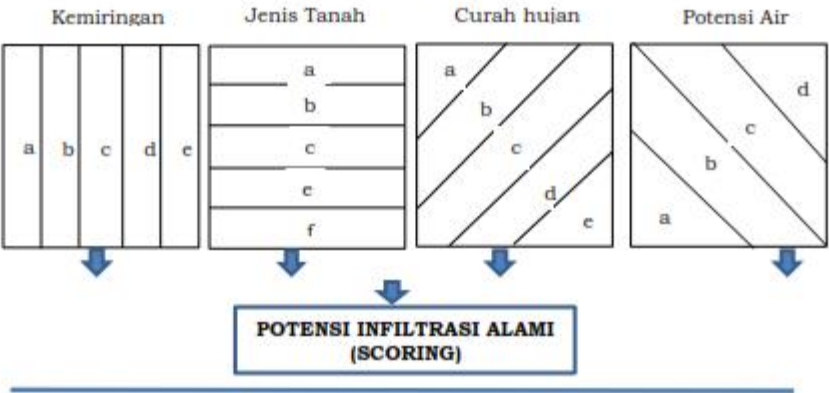 Kemiringan
Jenis Tanah
Curah hujan
Potensi Air
a b c d e
a
b
c
e
f
a
b
c
d
e
d
c
b
a
POTENSI INFILTRASI ALAMI
(SCORING)